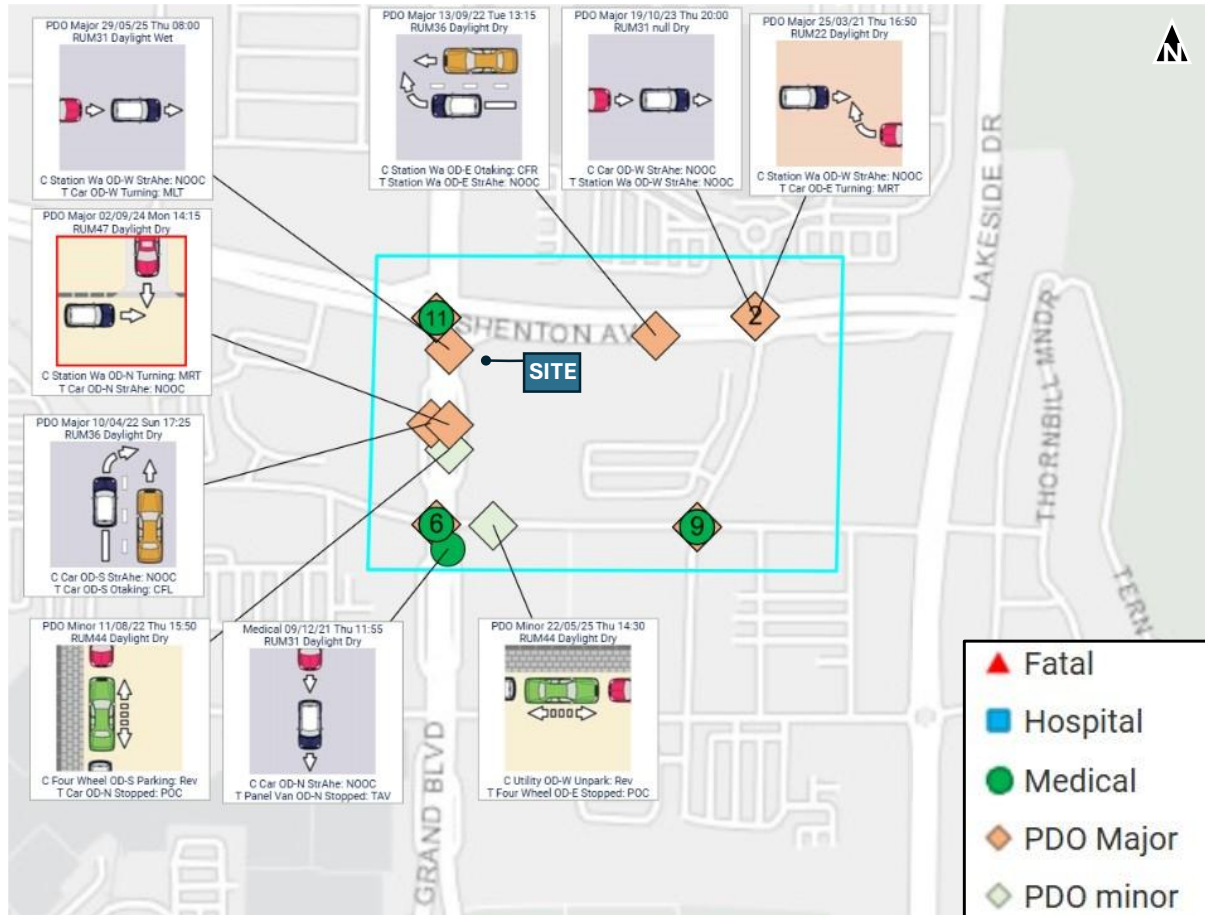 PDO Major 29/05/25 Thu 08:00
RUM31 Daylight Wet
C Station Wa OD-W StrAhe: NOOC
T Car OD-W Turning: MLT
PDO Major 13/09/22 Tue 13:15
RUM36 Daylight Dry
C Station Wa OD-E Otaking: CFR
T Station Wa OD-E StrAhe: NOOC
PDO Major 19/10/23 Thu 20:00
RUM31 null Dry
C Car OD-W StrAhe: NOOC
T Station Wa OD-W StrAhe: NOOC
PDO Major 25/03/21 Thu 16:50
RUM22 Daylight Dry
C Station Wa OD-W StrAhe: NOOC
T Car OD-E Turning: MRT
N
LAKESIDE DR
PDO Major 02/09/24 Mon 14:15
RUM47 Daylight Dry
C Station Wa OD-N Turning: MRT
T Car OD-N StrAhe: NOOC
11
SHENTON AV
2
SITE
THORNBILL MNDR
PDO Major 10/04/22 Sun 17:25
RUM36 Daylight Dry
C Car OD-S StrAhe: NOOC
T Car OD-S Otaking: CFL
6
9
TERN
PDO Minor 11/08/22 Thu 15:50
RUM44 Daylight Dry
C Four Wheel OD-S Parking: Rev
T Car OD-N Stopped: POC
Medical 09/12/21 Thu 11:55
RUM31 Daylight Dry
C Car OD-N StrAhe: NOOC
T Panel Van OD-N Stopped: TAV
PDO Minor 22/05/25 Thu 14:30
RUM44 Daylight Dry
C Utility OD-W Unpark: Rev
T Four Wheel OD-E Stopped: POC
GRAND BLVD
Fatal
Hospital
Medical
PDO Major
PDO minor